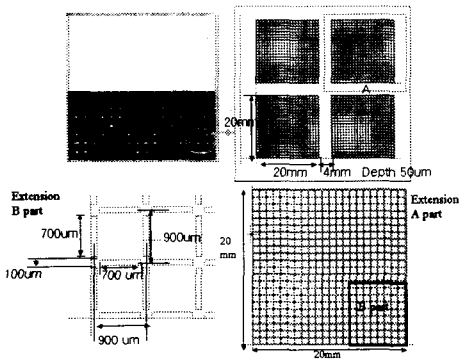 A
20mm
20mm
4mm
Depth 50um
Extension
B part
700um
900um
100um
700 um
900 um
Extension
A part
20
mm
B part
20mm